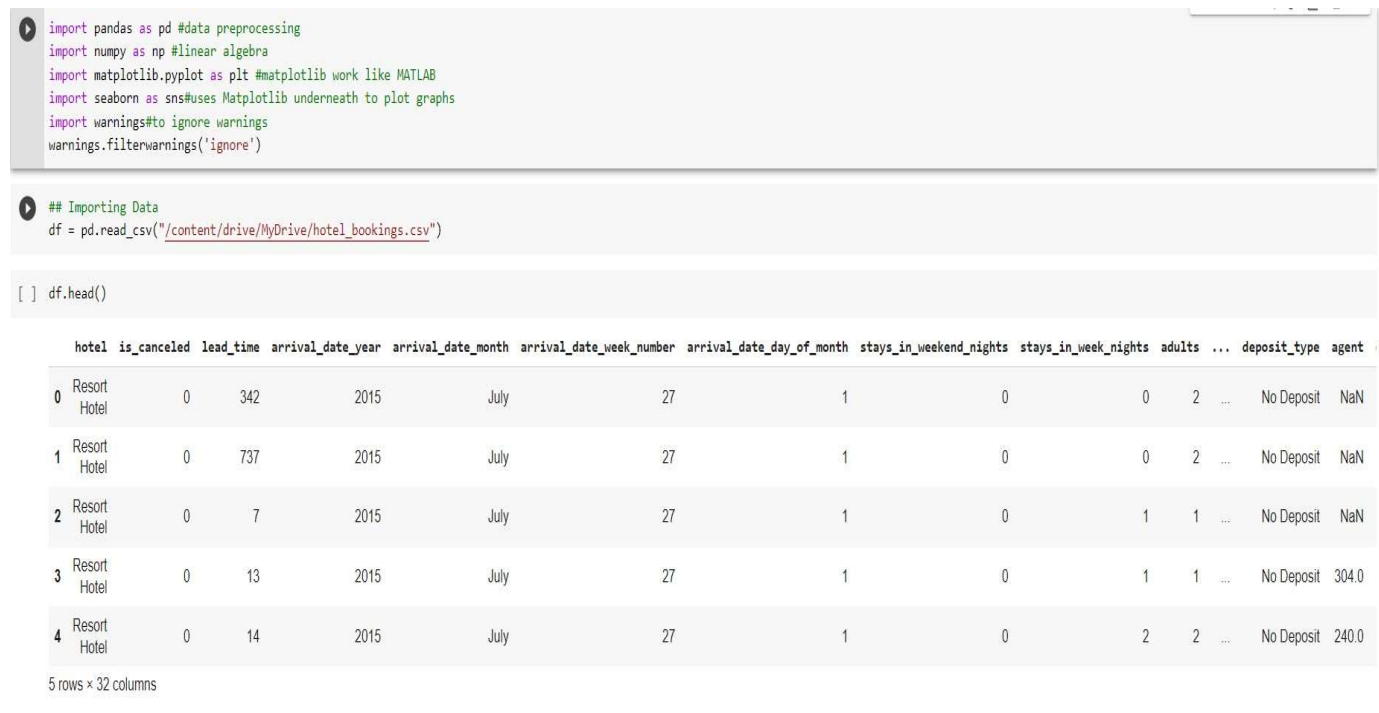 import pandas as pd #data preprocessing
import numpy as np #linear algebra
import matplotlib.pyplot as plt #matplotlib work like MATLAB
import seaborn as sns#uses Matplotlib underneath to plot graphs
import warnings#to ignore warnings
warnings.filterwarnings('ignore')
## Importing Data
df = pd.read_csv("/content/drive/MyDrive/hotel_bookings.csv")
[ ] df.head()
hotel is_canceled lead_time arrival_date_year arrival_date_month arrival_date_week_number arrival_date_day_of_month stays_in_weekend_nights stays_in_week_nights adults ... deposit_type agent
0 Resort Hotel 0 342 2015 July 27 1 0 0 2 ... No Deposit NaN
1 Resort Hotel 0 737 2015 July 27 1 0 0 2 ... No Deposit NaN
2 Resort Hotel 0 7 2015 July 27 1 0 1 1 ... No Deposit NaN
3 Resort Hotel 0 13 2015 July 27 1 0 1 1 ... No Deposit 304.0
4 Resort Hotel 0 14 2015 July 27 1 0 2 2 ... No Deposit 240.0
5 rows × 32 columns